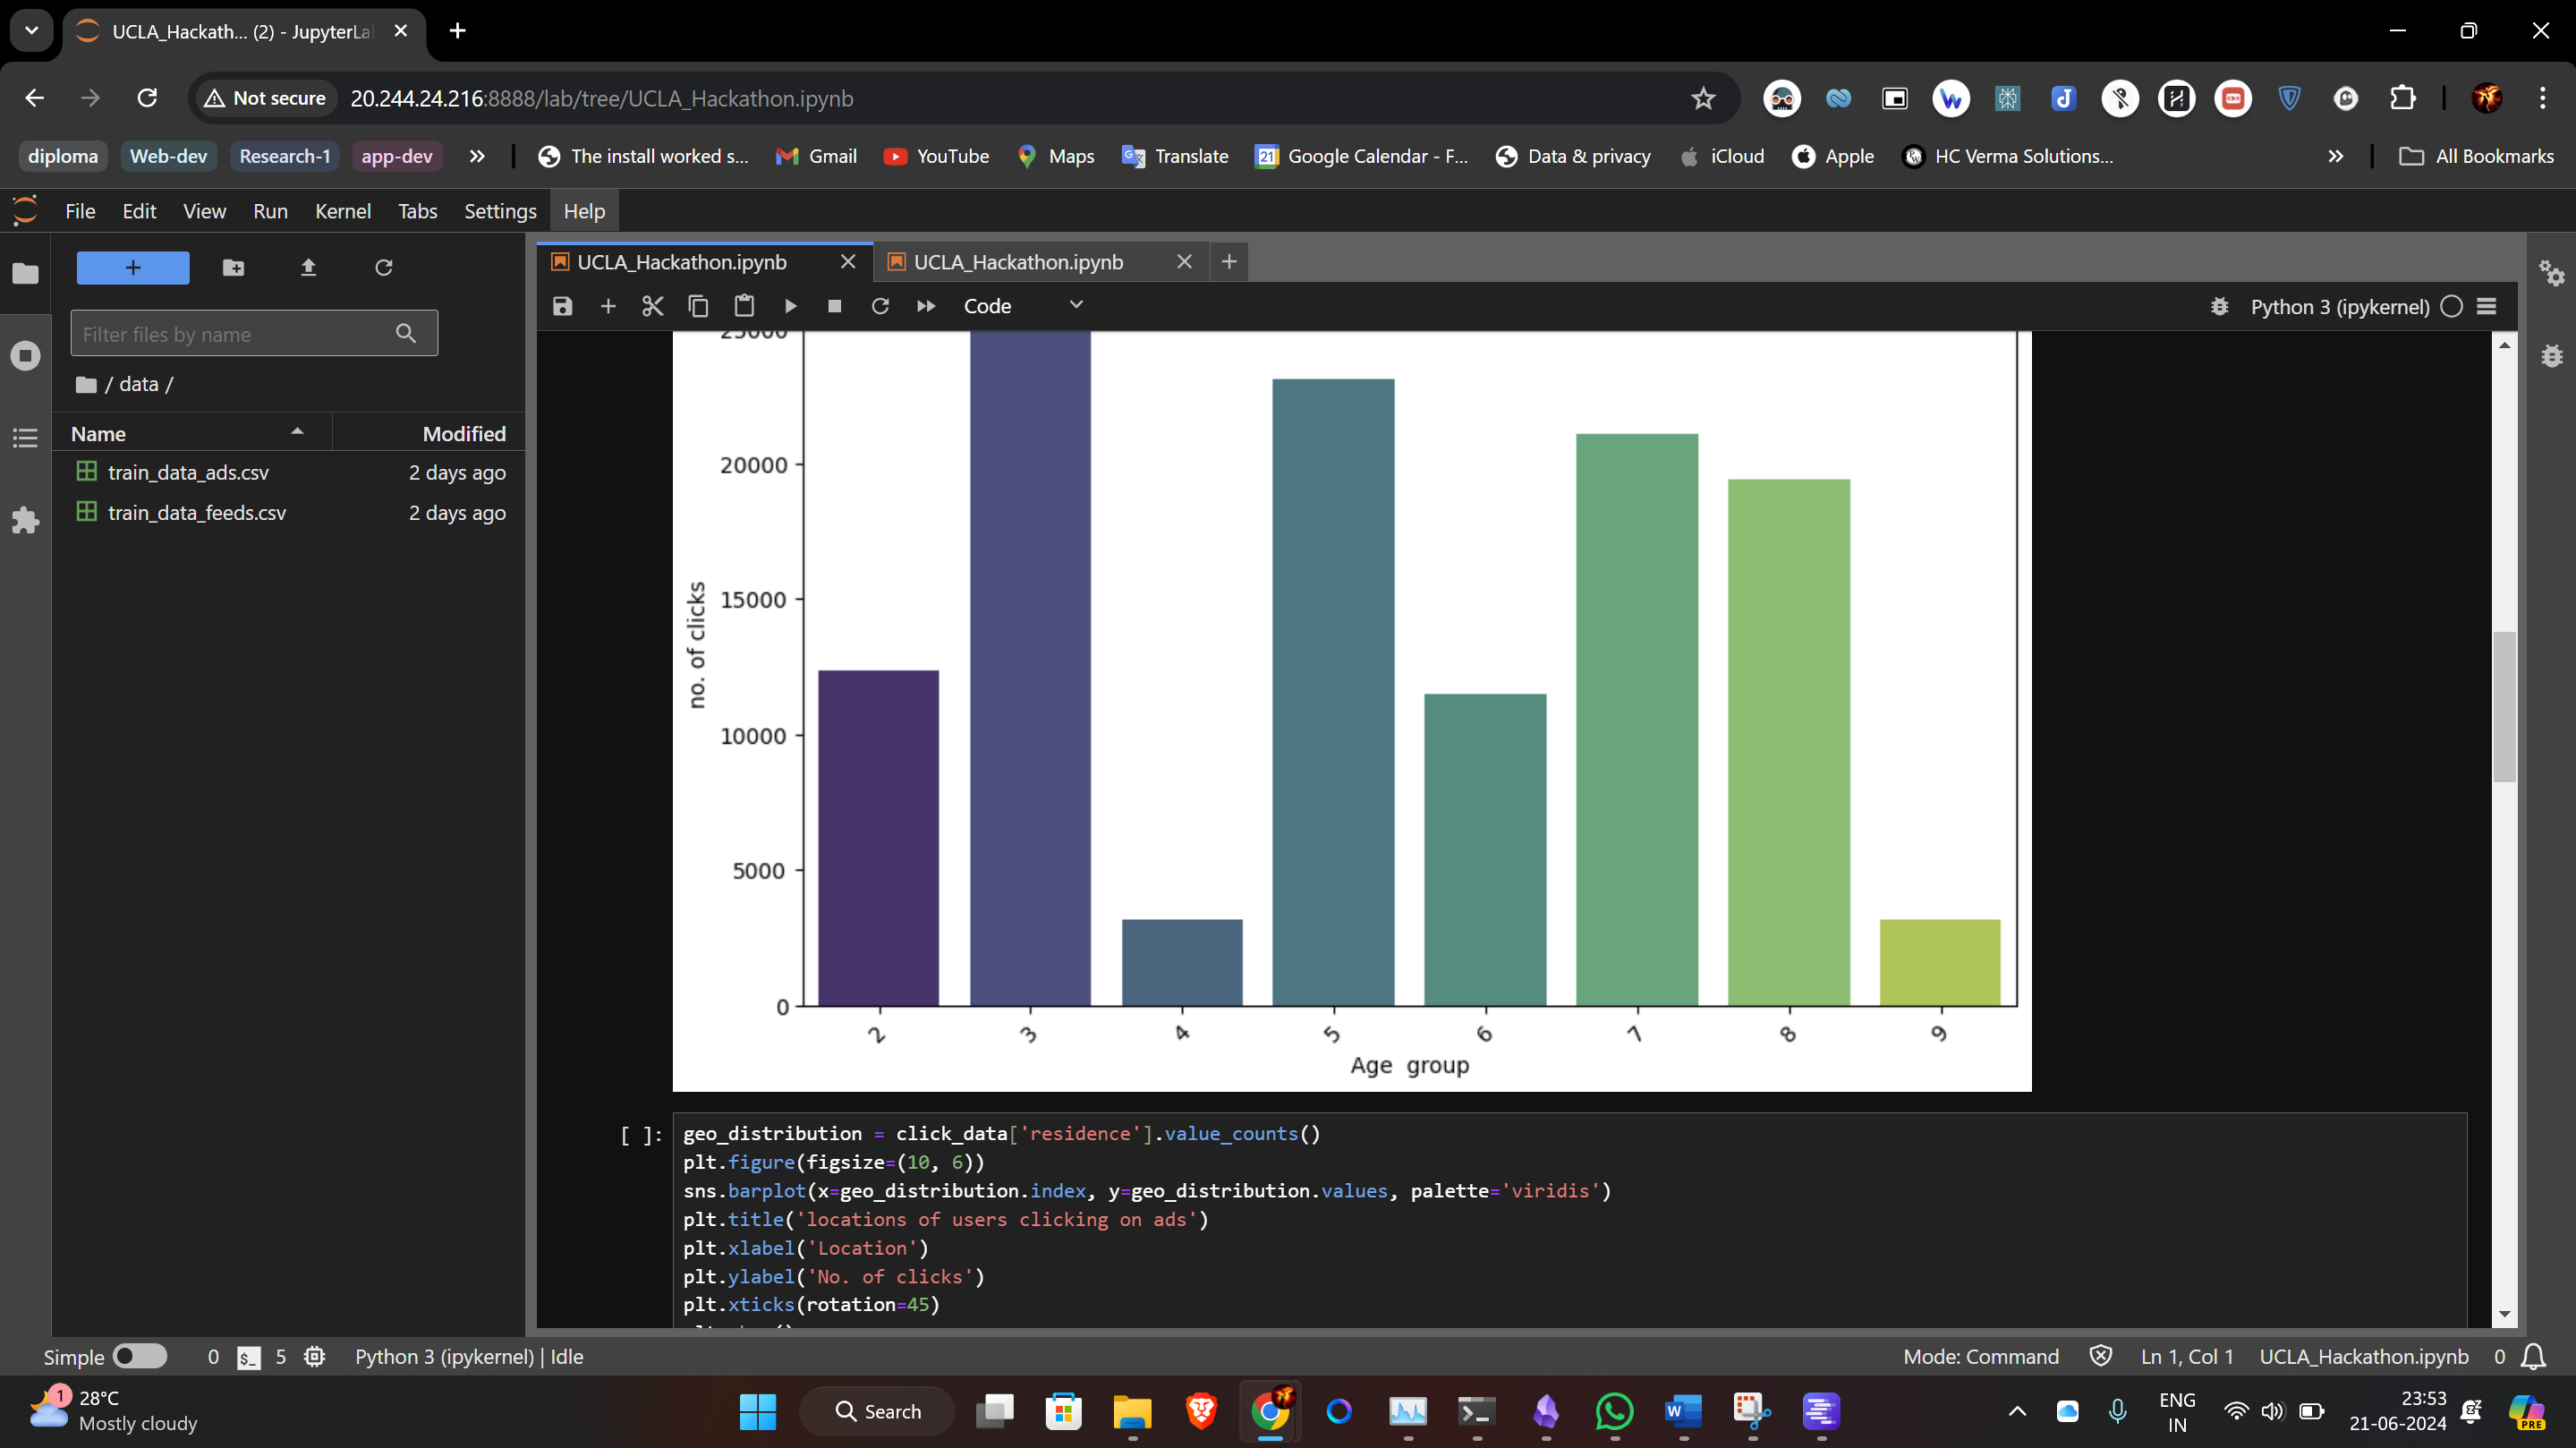 UCLA_Hackath... (2) - JupyterLa
Not secure 20.244.24.216:8888/lab/tree/UCLA_Hackathon.ipynb
diploma Web-dev Research-1 app-dev The install worked s... Gmail YouTube Maps Translate 21 Google Calendar - F... Data & privacy iCloud Apple HC Verma Solutions... All Bookmarks
File Edit View Run Kernel Tabs Settings Help
UCLA_Hackathon.ipynb UCLA_Hackathon.ipynb
Code Python 3 (ipykernel)
Filter files by name
/ data /
Name Modified
train_data_ads.csv 2 days ago
train_data_feeds.csv 2 days ago
25000
20000
15000
10000
5000
0
no. of clicks
2 3 4 5 6 7 8 9
Age group
[ ]:
geo_distribution = click_data['residence'].value_counts()
plt.figure(figsize=(10, 6))
sns.barplot(x=geo_distribution.index, y=geo_distribution.values, palette='viridis')
plt.title('locations of users clicking on ads')
plt.xlabel('Location')
plt.ylabel('No. of clicks')
plt.xticks(rotation=45)
Simple 0 $_ 5 Python 3 (ipykernel) | Idle Mode: Command Ln 1, Col 1 UCLA_Hackathon.ipynb 0
1 28°C
Mostly cloudy
Search
ENG
IN
23:53
21-06-2024
PRE